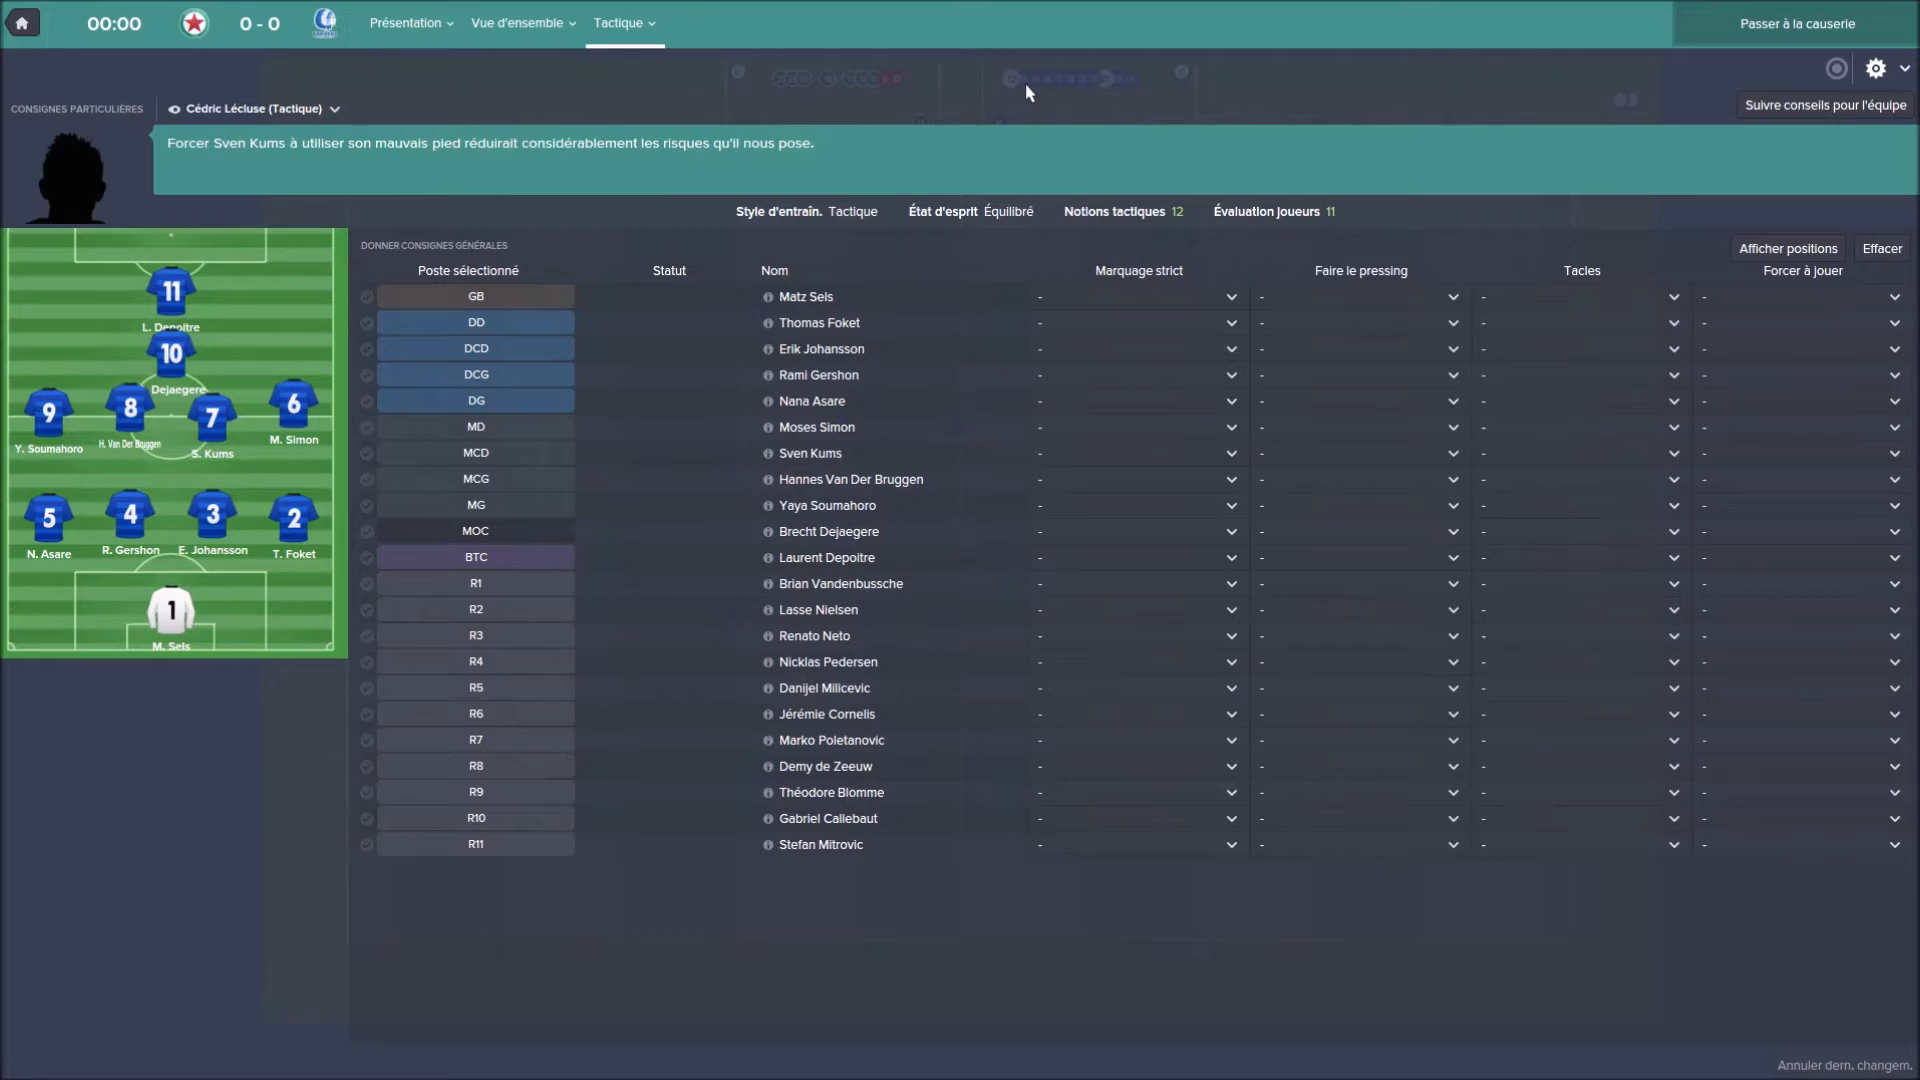 00:00 0 - 0 Présentation Vue d'ensemble Tactique Passer à la causerie
CONSIGNES PARTICULIÈRES Cédric Lécluse (Tactique) Suivre conseils pour l'équipe
Forcer Sven Kums à utiliser son mauvais pied réduirait considérablement les risques qu'il nous pose.
Style d'entraîn. Tactique État d'esprit Équilibré Notions tactiques 12 Évaluation joueurs 11
DONNER CONSIGNES GÉNÉRALES Afficher positions Effacer
Poste sélectionné Statut Nom Marquage strict Faire le pressing Tacles Forcer à jouer
GB Matz Sels - - - -
DD Thomas Foket - - - -
DCD Erik Johansson - - - -
DCG Rami Gershon - - - -
DG Nana Asare - - - -
MD Moses Simon - - - -
MCD Sven Kums - - - -
MCG Hannes Van Der Bruggen - - - -
MG Yaya Soumahoro - - - -
MOC Brecht Dejaegere - - - -
BTC Laurent Depoitre - - - -
R1 Brian Vandenbussche - - - -
R2 Lasse Nielsen - - - -
R3 Renato Neto - - - -
R4 Nicklas Pedersen - - - -
R5 Danijel Milicevic - - - -
R6 Jérémie Cornelis - - - -
R7 Marko Poletanovic - - - -
R8 Demy de Zeeuw - - - -
R9 Théodore Blomme - - - -
R10 Gabriel Callebaut - - - -
R11 Stefan Mitrovic - - - -
11
L. Depoitre
10
Dejaegere
9 8 7 6
Y. Soumahoro H. Van Der Bruggen S. Kums M. Simon
5 4 3 2
N. Asare R. Gershon E. Johansson T. Foket
1
M. Sels
Annuler dern. changem.